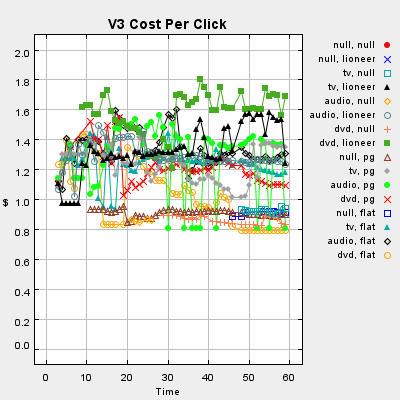 V3 Cost Per Click
2.0
1.8
1.6
1.4
1.2
1.0
0.8
0.6
0.4
0.2
0.0
$
0 10 20 30 40 50 60
Time
null, null
null, lioneer
tv, null
tv, lioneer
audio, null
audio, lioneer
dvd, null
dvd, lioneer
null, pg
tv, pg
audio, pg
dvd, pg
null, flat
tv, flat
audio, flat
dvd, flat